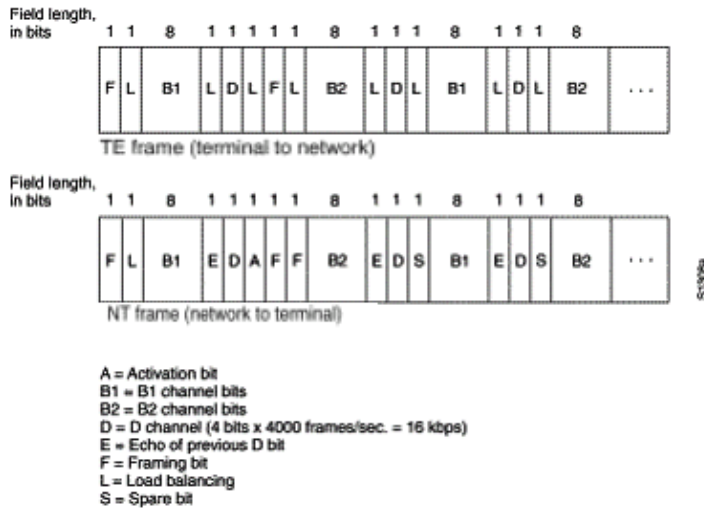 Field length,
in bits 1 1 8 1 1 1 1 1 8 1 1 1 8 1 1 1 8
F L B1 L D L F L B2 L D L B1 L D L B2 . . .
TE frame (terminal to network)
Field length,
in bits 1 1 8 1 1 1 1 1 8 1 1 1 8 1 1 1 8
F L B1 E D A F F B2 E D S B1 E D S B2 . . .
NT frame (network to terminal)
A = Activation bit
B1 = B1 channel bits
B2 = B2 channel bits
D = D channel (4 bits x 4000 frames/sec. = 16 kbps)
E = Echo of previous D bit
F = Framing bit
L = Load balancing
S = Spare bit